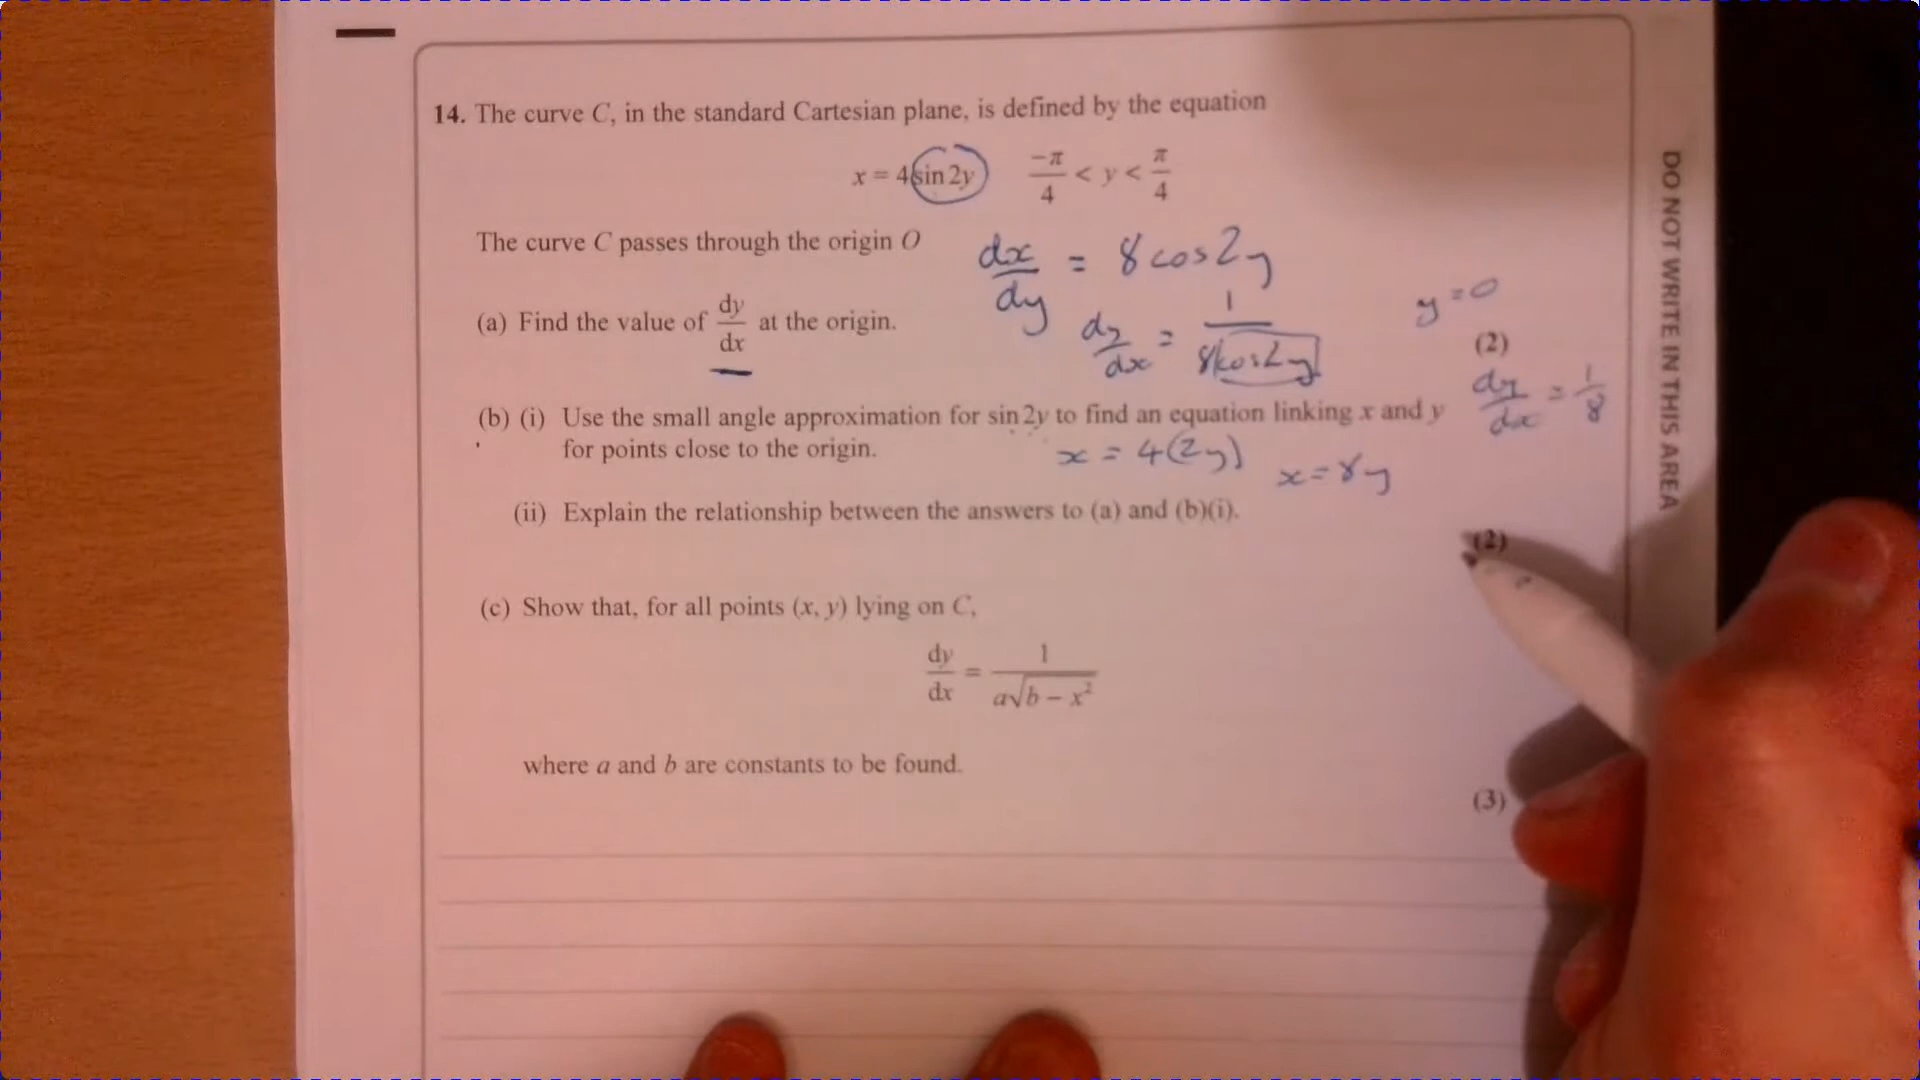 14. The curve C, in the standard Cartesian plane, is defined by the equation
x = 4 sin 2y    -π/4 < y < π/4
The curve C passes through the origin O
dx/dy = 8 cos 2y
(a) Find the value of dy/dx at the origin.
dy/dx = 1/(8 cos 2y)
y = 0
(2)
dy/dx = 1/8
(b) (i) Use the small angle approximation for sin 2y to find an equation linking x and y
for points close to the origin.
x = 4(2y)    x = 8y
(ii) Explain the relationship between the answers to (a) and (b)(i).
(2)
(c) Show that, for all points (x, y) lying on C,
dy/dx = 1/(a√(b – x²))
where a and b are constants to be found.
(3)
DO NOT WRITE IN THIS AREA